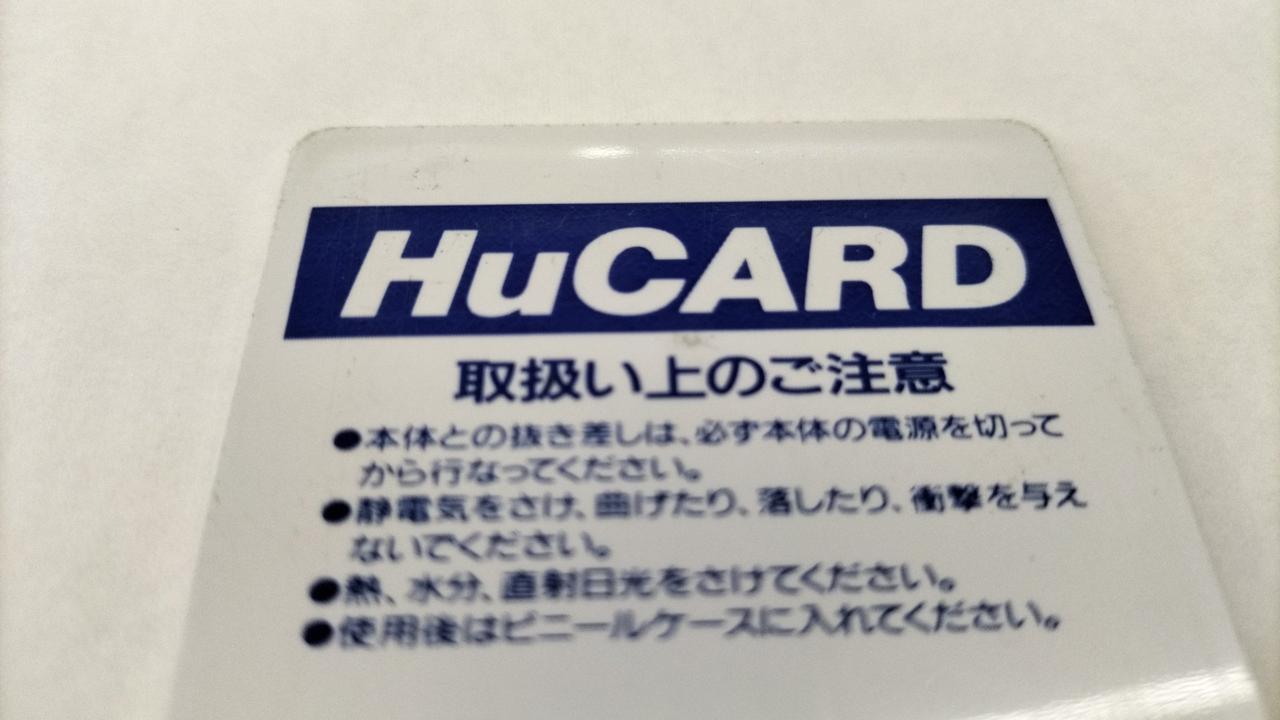 HuCARD
取扱い上のご注意
●本体との抜き差しは、必ず本体の電源を切って
から行なってください。
●静電気をさけ、曲げたり、落したり、衝撃を与え
ないでください。
●熱、水分、直射日光をさけてください。
●使用後はビニールケースに入れてください。